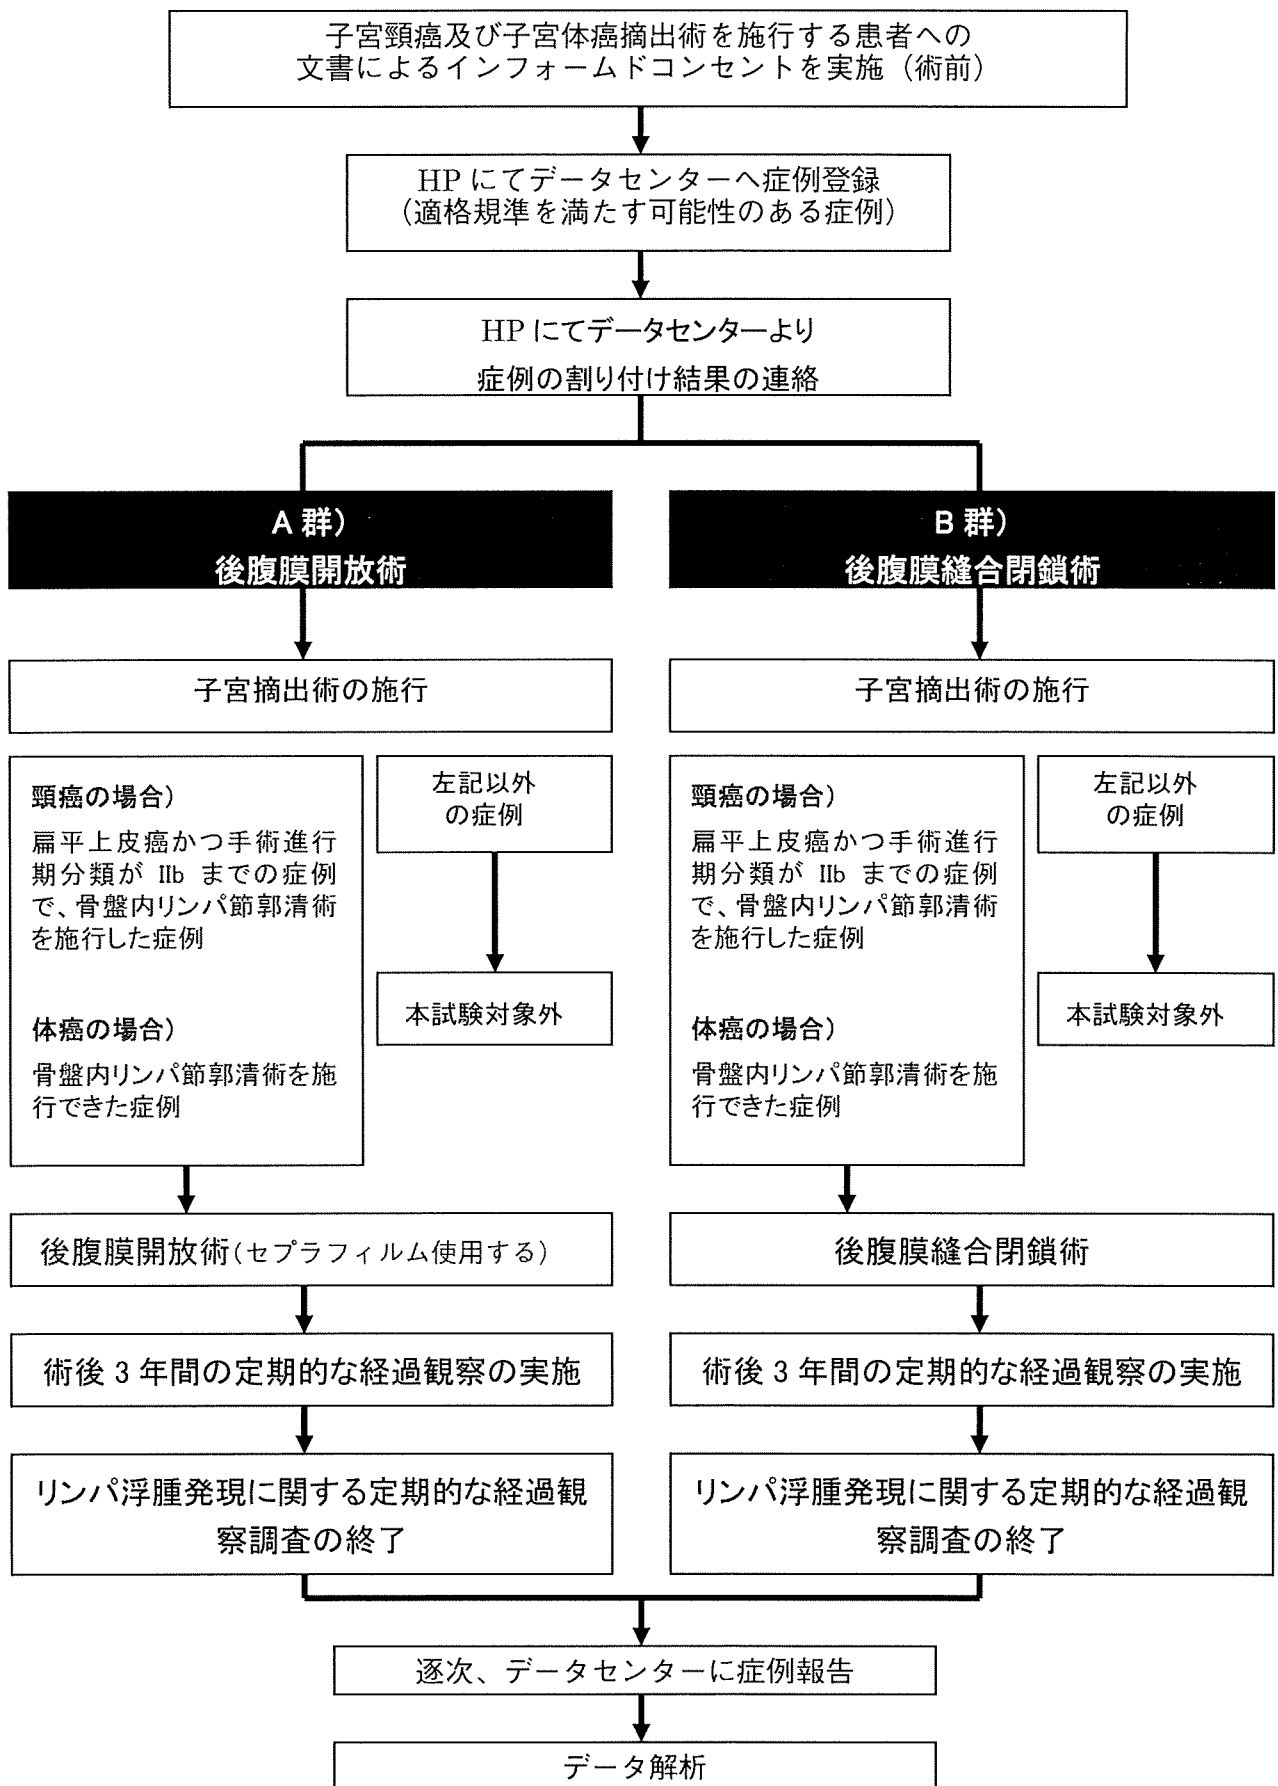 子宮頸癌及び子宮体癌摘出術を施行する患者への
文書によるインフォームドコンセントを実施（術前）
HP にてデータセンターへ症例登録
（適格規準を満たす可能性のある症例）
HP にてデータセンターより
症例の割り付け結果の連絡
A 群）
後腹膜開放術
子宮摘出術の施行
頸癌の場合）
扁平上皮癌かつ手術進行
期分類が IIb までの症例
で、骨盤内リンパ節郭清術
を施行した症例
体癌の場合）
骨盤内リンパ節郭清術を施
行できた症例
左記以外
の症例
本試験対象外
後腹膜開放術（セプラフィルム使用する）
術後 3 年間の定期的な経過観察の実施
リンパ浮腫発現に関する定期的な経過観
察調査の終了
B 群）
後腹膜縫合閉鎖術
子宮摘出術の施行
頸癌の場合）
扁平上皮癌かつ手術進行
期分類が IIb までの症例
で、骨盤内リンパ節郭清術
を施行した症例
体癌の場合）
骨盤内リンパ節郭清術を施
行できた症例
左記以外
の症例
本試験対象外
後腹膜縫合閉鎖術
術後 3 年間の定期的な経過観察の実施
リンパ浮腫発現に関する定期的な経過観
察調査の終了
逐次、データセンターに症例報告
データ解析